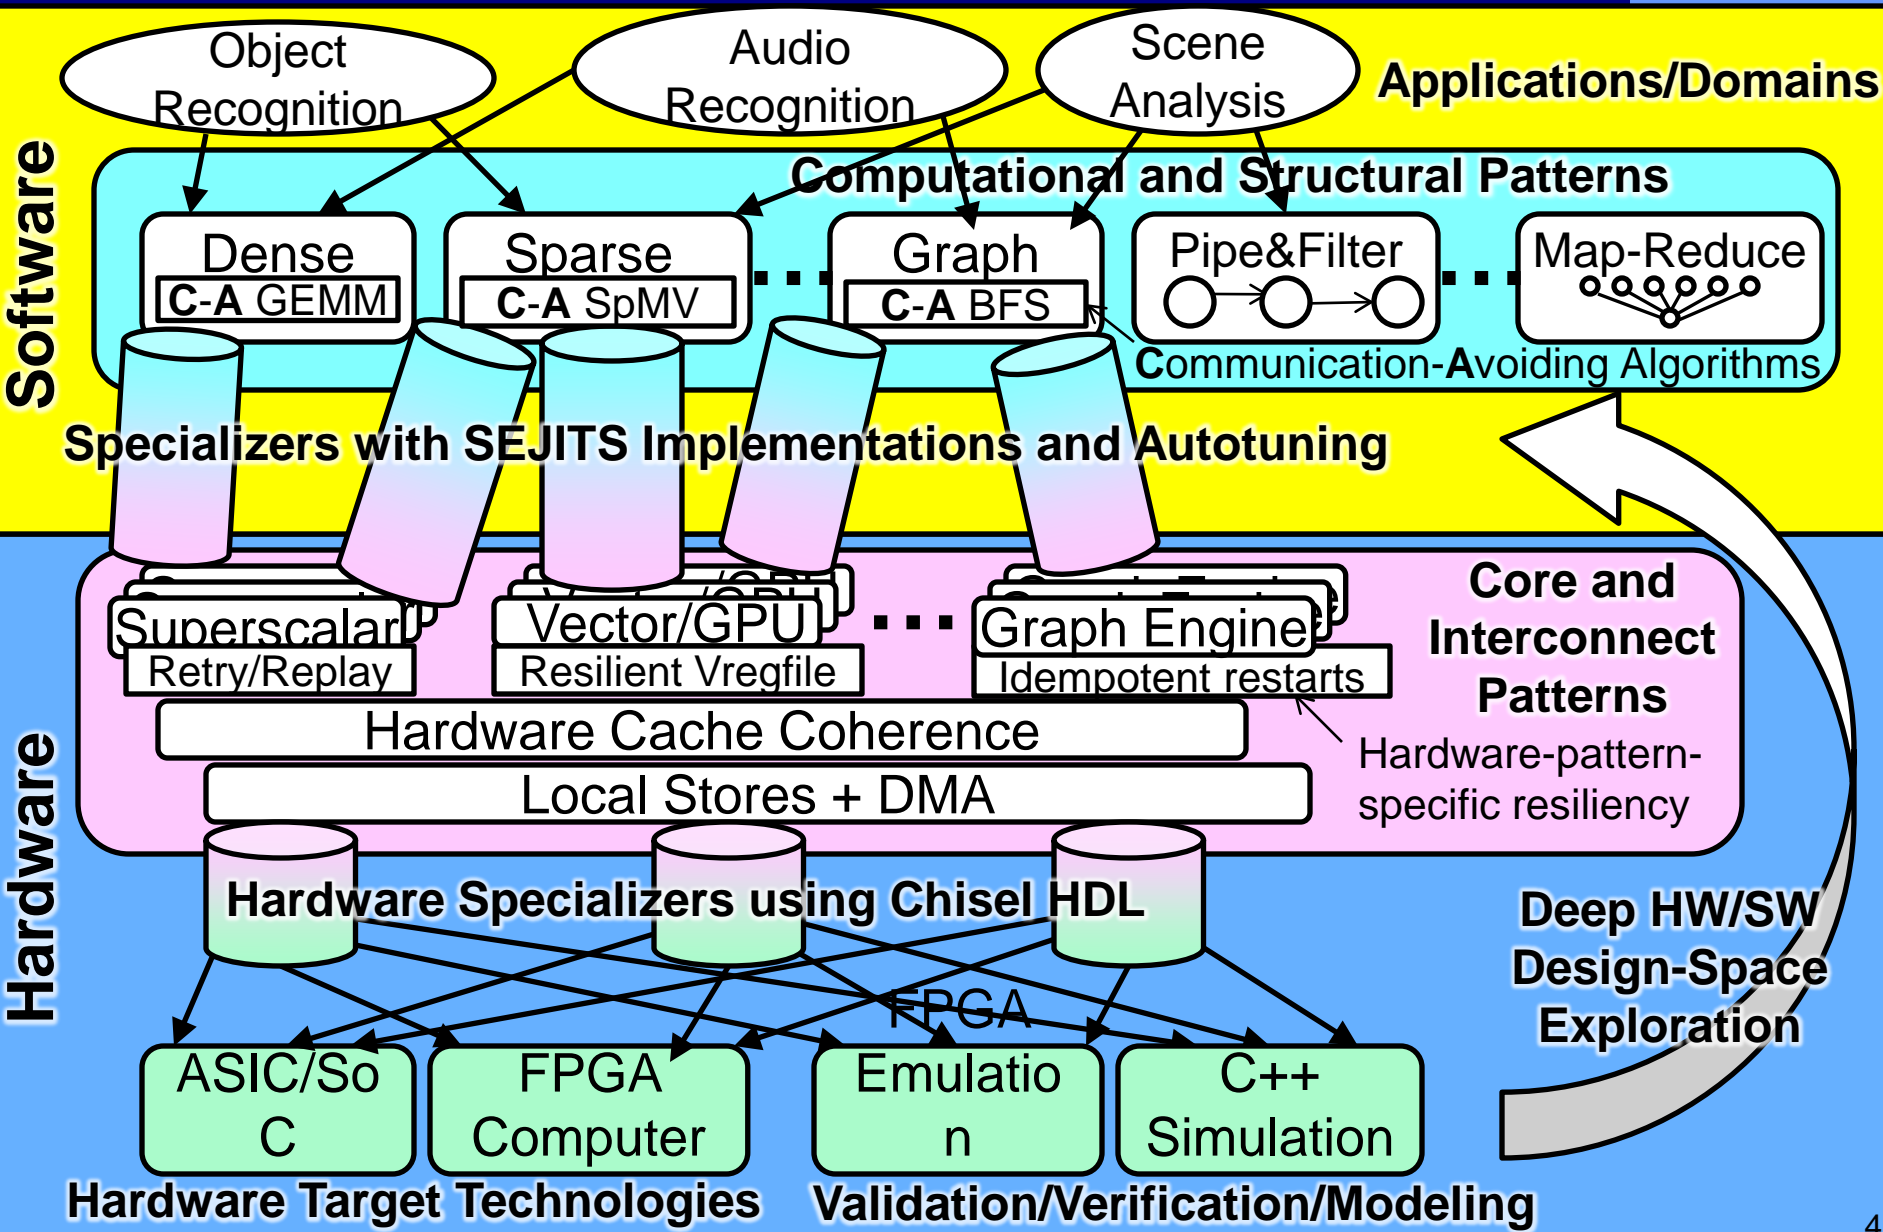 Object
Recognition
Audio
Recognition
Scene
Analysis
Applications/Domains
Software
Computational and Structural Patterns
Dense
C-A GEMM
Sparse
C-A SpMV
...
Graph
C-A BFS
Pipe&Filter
...
Map-Reduce
Communication-Avoiding Algorithms
Specializers with SEJITS Implementations and Autotuning
Hardware
Superscalar
Retry/Replay
Vector/GPU
Resilient Vregfile
...
Graph Engine
Idempotent restarts
Core and
Interconnect
Patterns
Hardware Cache Coherence
Hardware-pattern-
specific resiliency
Local Stores + DMA
Hardware Specializers using Chisel HDL
Deep HW/SW
Design-Space
Exploration
ASIC/So
C
FPGA
Computer
FPGA
Emulatio
n
C++
Simulation
Hardware Target Technologies
Validation/Verification/Modeling
4